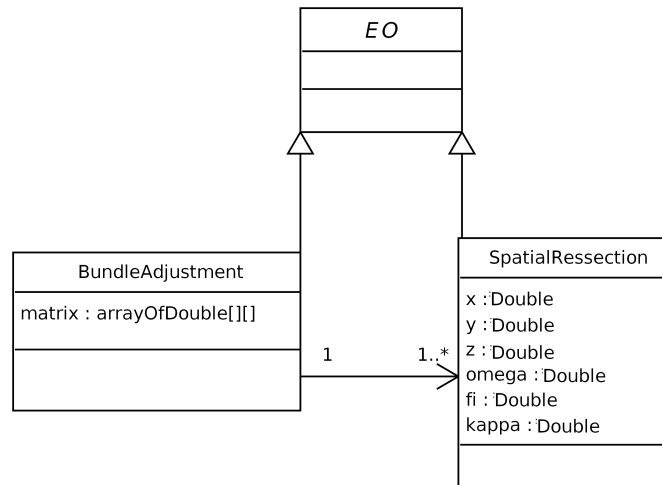 EO
BundleAdjustment
matrix : arrayOfDouble[][]
1
1..*
SpatialRessection
x : Double
y : Double
z : Double
omega : Double
fi : Double
kappa : Double